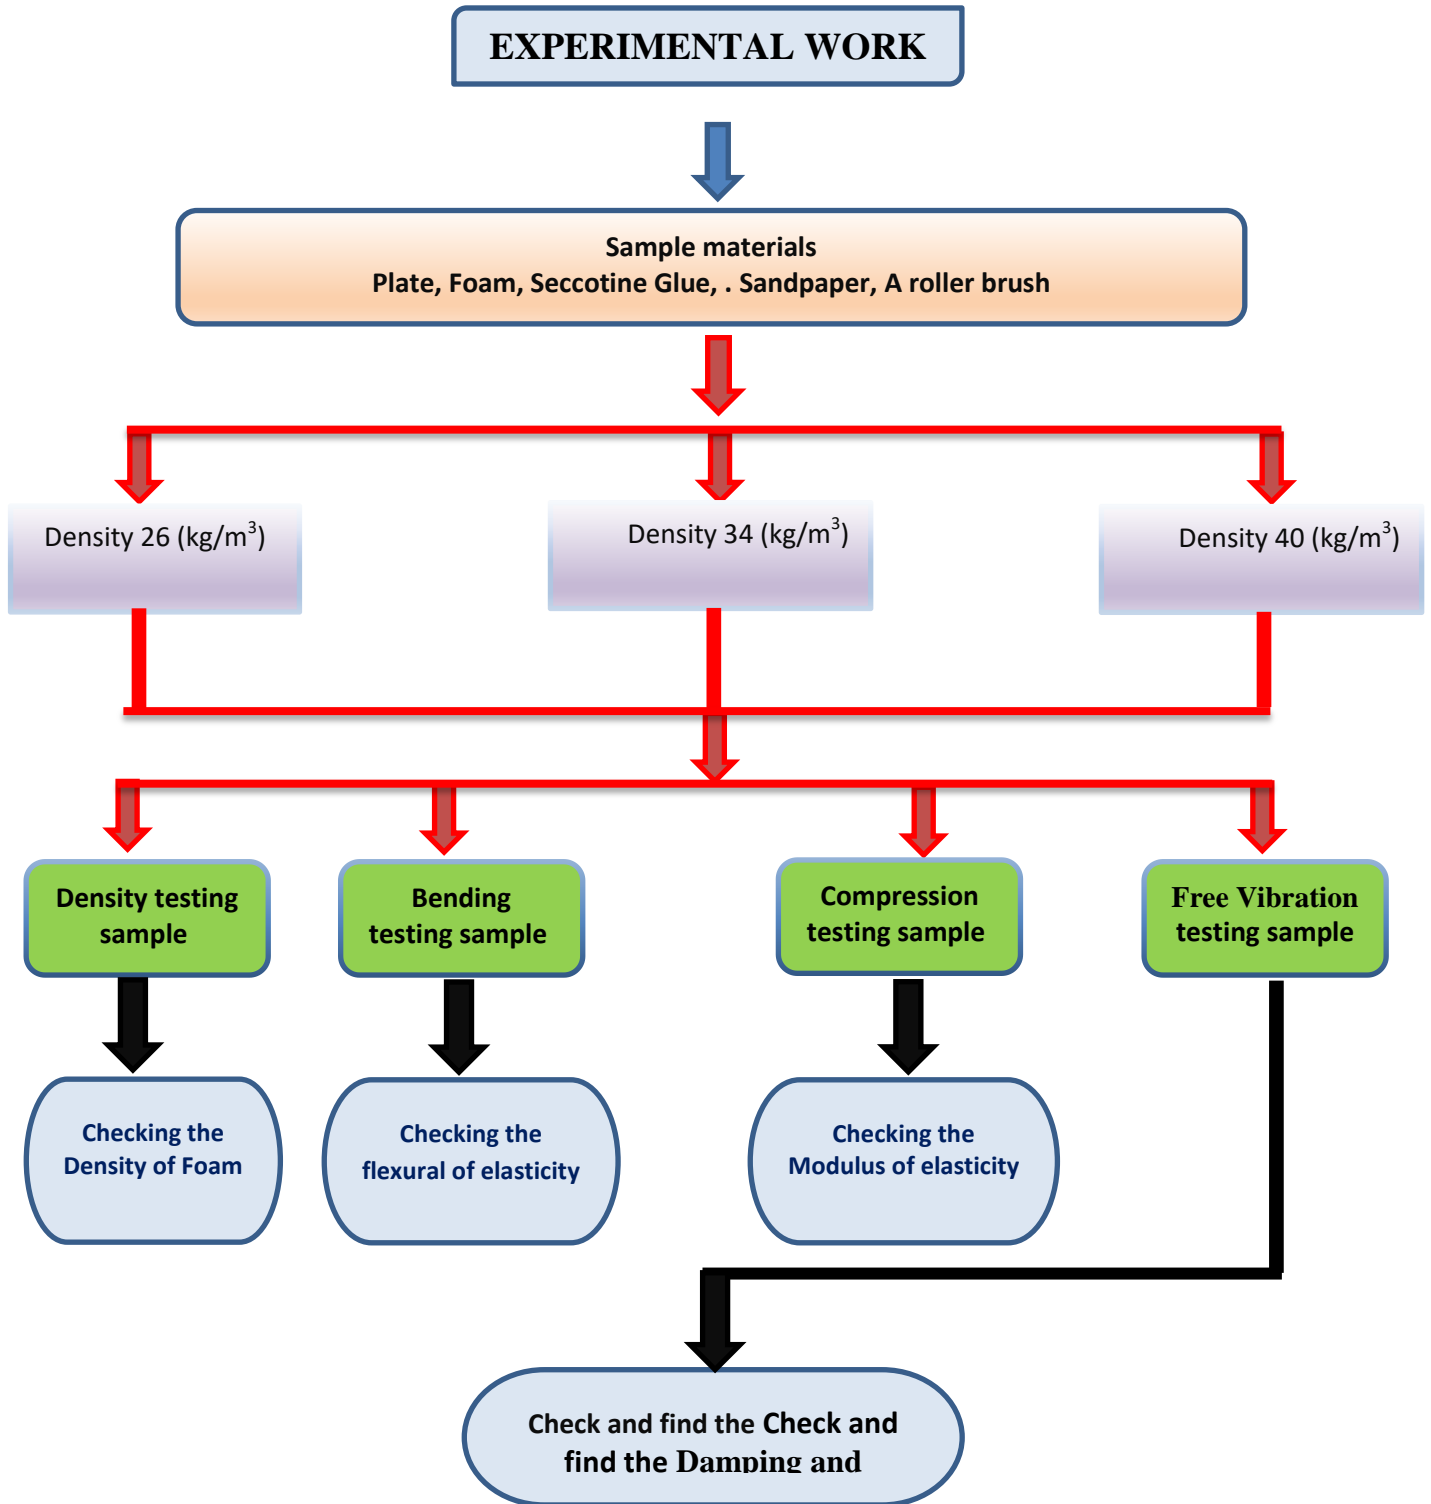 EXPERIMENTAL WORK
Sample materials
Plate, Foam, Seccotine Glue, . Sandpaper, A roller brush
Density 26 (kg/m³)
Density 34 (kg/m³)
Density 40 (kg/m³)
Density testing
sample
Bending
testing sample
Compression
testing sample
Free Vibration
testing sample
Checking the
Density of Foam
Checking the
flexural of elasticity
Checking the
Modulus of elasticity
Check and find the Check and
find the Damping and